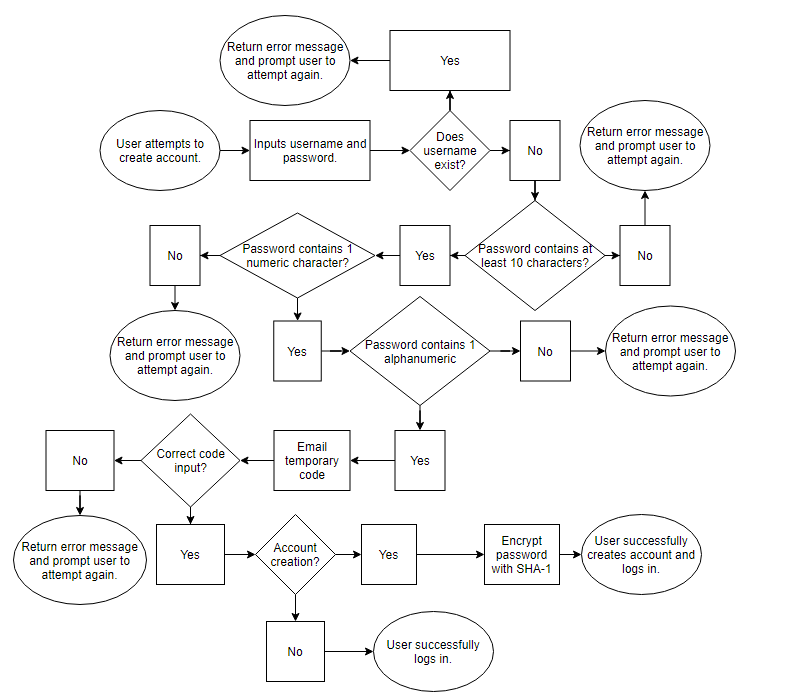 Return error message
and prompt user to
attempt again.
Yes
User attempts to
create account.
Inputs username and
password.
Does
username
exist?
No
Return error message
and prompt user to
attempt again.
No
Password contains 1
numeric character?
Yes
Password contains at
least 10 characters?
No
Return error message
and prompt user to
attempt again.
Yes
Password contains 1
alphanumeric
No
Return error message
and prompt user to
attempt again.
No
Correct code
input?
Email
temporary
code
Yes
Return error message
and prompt user to
attempt again.
Yes
Account
creation?
Yes
Encrypt
password
with SHA-1
User successfully
creates account and
logs in.
No
User successfully
logs in.